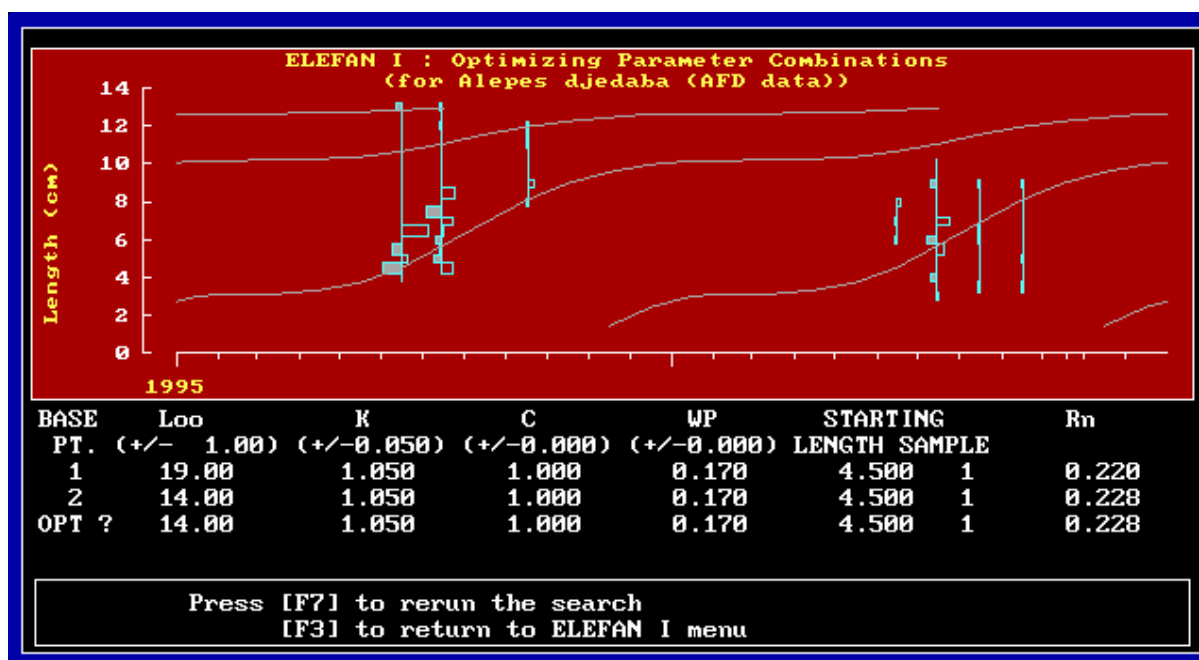 ELEFAN I : Optimizing Parameter Combinations
(for Alepes djedaba (AFD data))
14
12
10
8
6
4
2
0
Length (cm)
1995
BASE Loo K C WP STARTING Rn
PT. (+/- 1.00) (+/-0.050) (+/-0.000) (+/-0.000) LENGTH SAMPLE
1 19.00 1.050 1.000 0.170 4.500 1 0.220
2 14.00 1.050 1.000 0.170 4.500 1 0.228
OPT ? 14.00 1.050 1.000 0.170 4.500 1 0.228
Press [F7] to rerun the search
[F3] to return to ELEFAN I menu